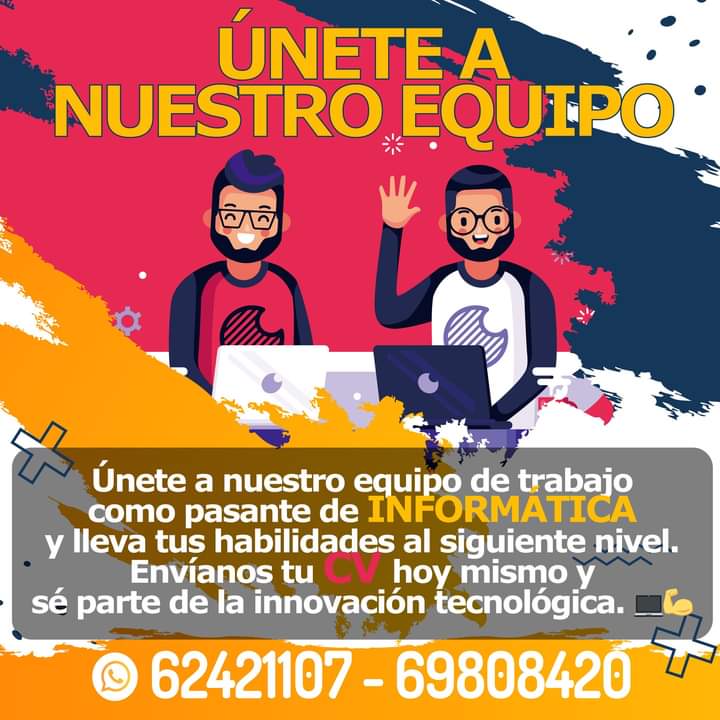 ÚNETE A
NUESTRO EQUIPO
Únete a nuestro equipo de trabajo
como pasante de INFORMÁTICA
y lleva tus habilidades al siguiente nivel.
Envíanos tu CV hoy mismo y
sé parte de la innovación tecnológica. 💻💪
62421107 - 69808420